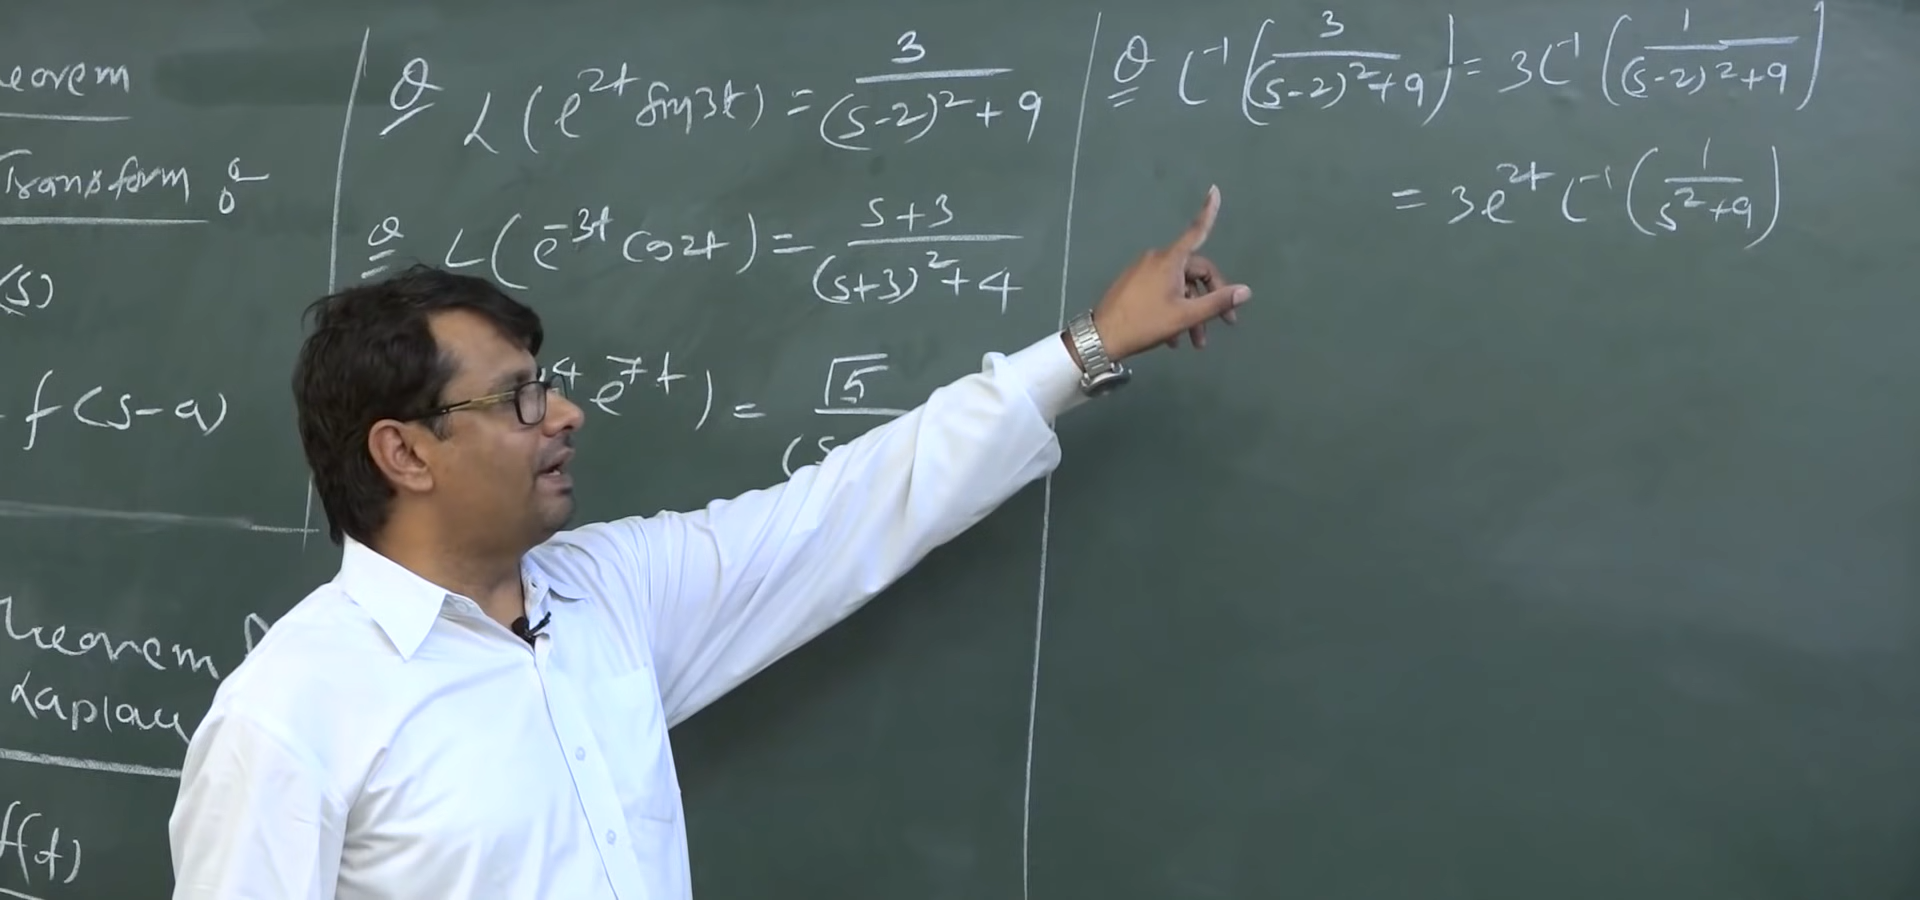 eorem
Transform of
(s)
f(s-a)
heorem
Laplace
f(t)
Q L(e^{2t} sin3t) = 3/((s-2)^2+9)
Q L(e^{-3t} cos2t) = (s+3)/((s+3)^2+4)
4 e^{7t}) = √5/(s
Q L^{-1}(3/((s-2)^2+9)) = 3L^{-1}(1/((s-2)^2+9))
= 3e^{2t} L^{-1}(1/(s^2+9))